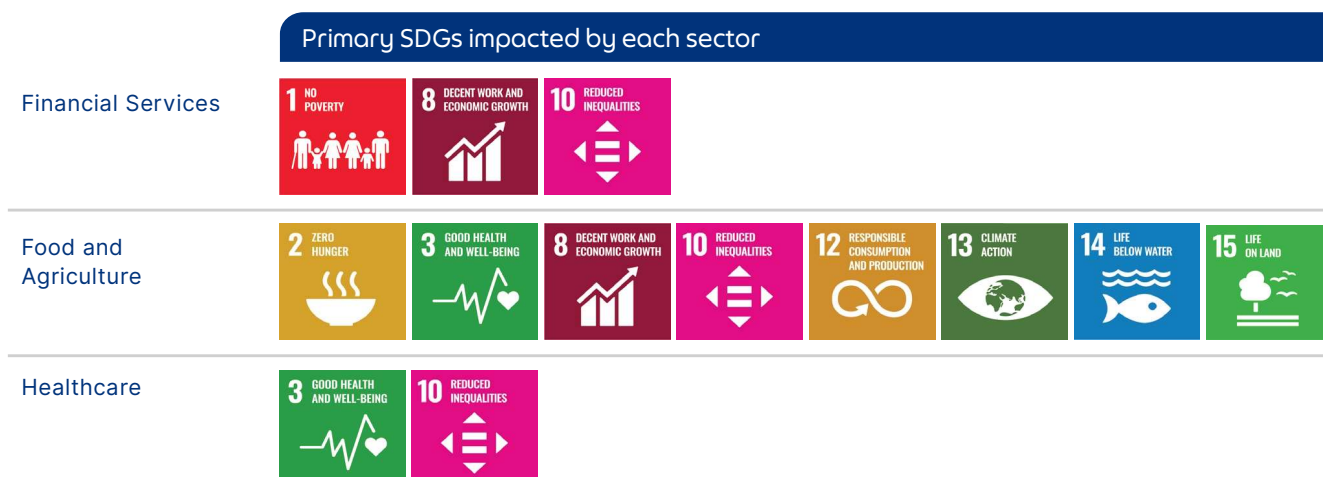 Primary SDGs impacted by each sector
Financial Services
1 NO
POVERTY
8 DECENT WORK AND
ECONOMIC GROWTH
10 REDUCED
INEQUALITIES
Food and
Agriculture
2 ZERO
HUNGER
3 GOOD HEALTH
AND WELL-BEING
8 DECENT WORK AND
ECONOMIC GROWTH
10 REDUCED
INEQUALITIES
12 RESPONSIBLE
CONSUMPTION
AND PRODUCTION
13 CLIMATE
ACTION
14 LIFE
BELOW WATER
15 LIFE
ON LAND
Healthcare
3 GOOD HEALTH
AND WELL-BEING
10 REDUCED
INEQUALITIES